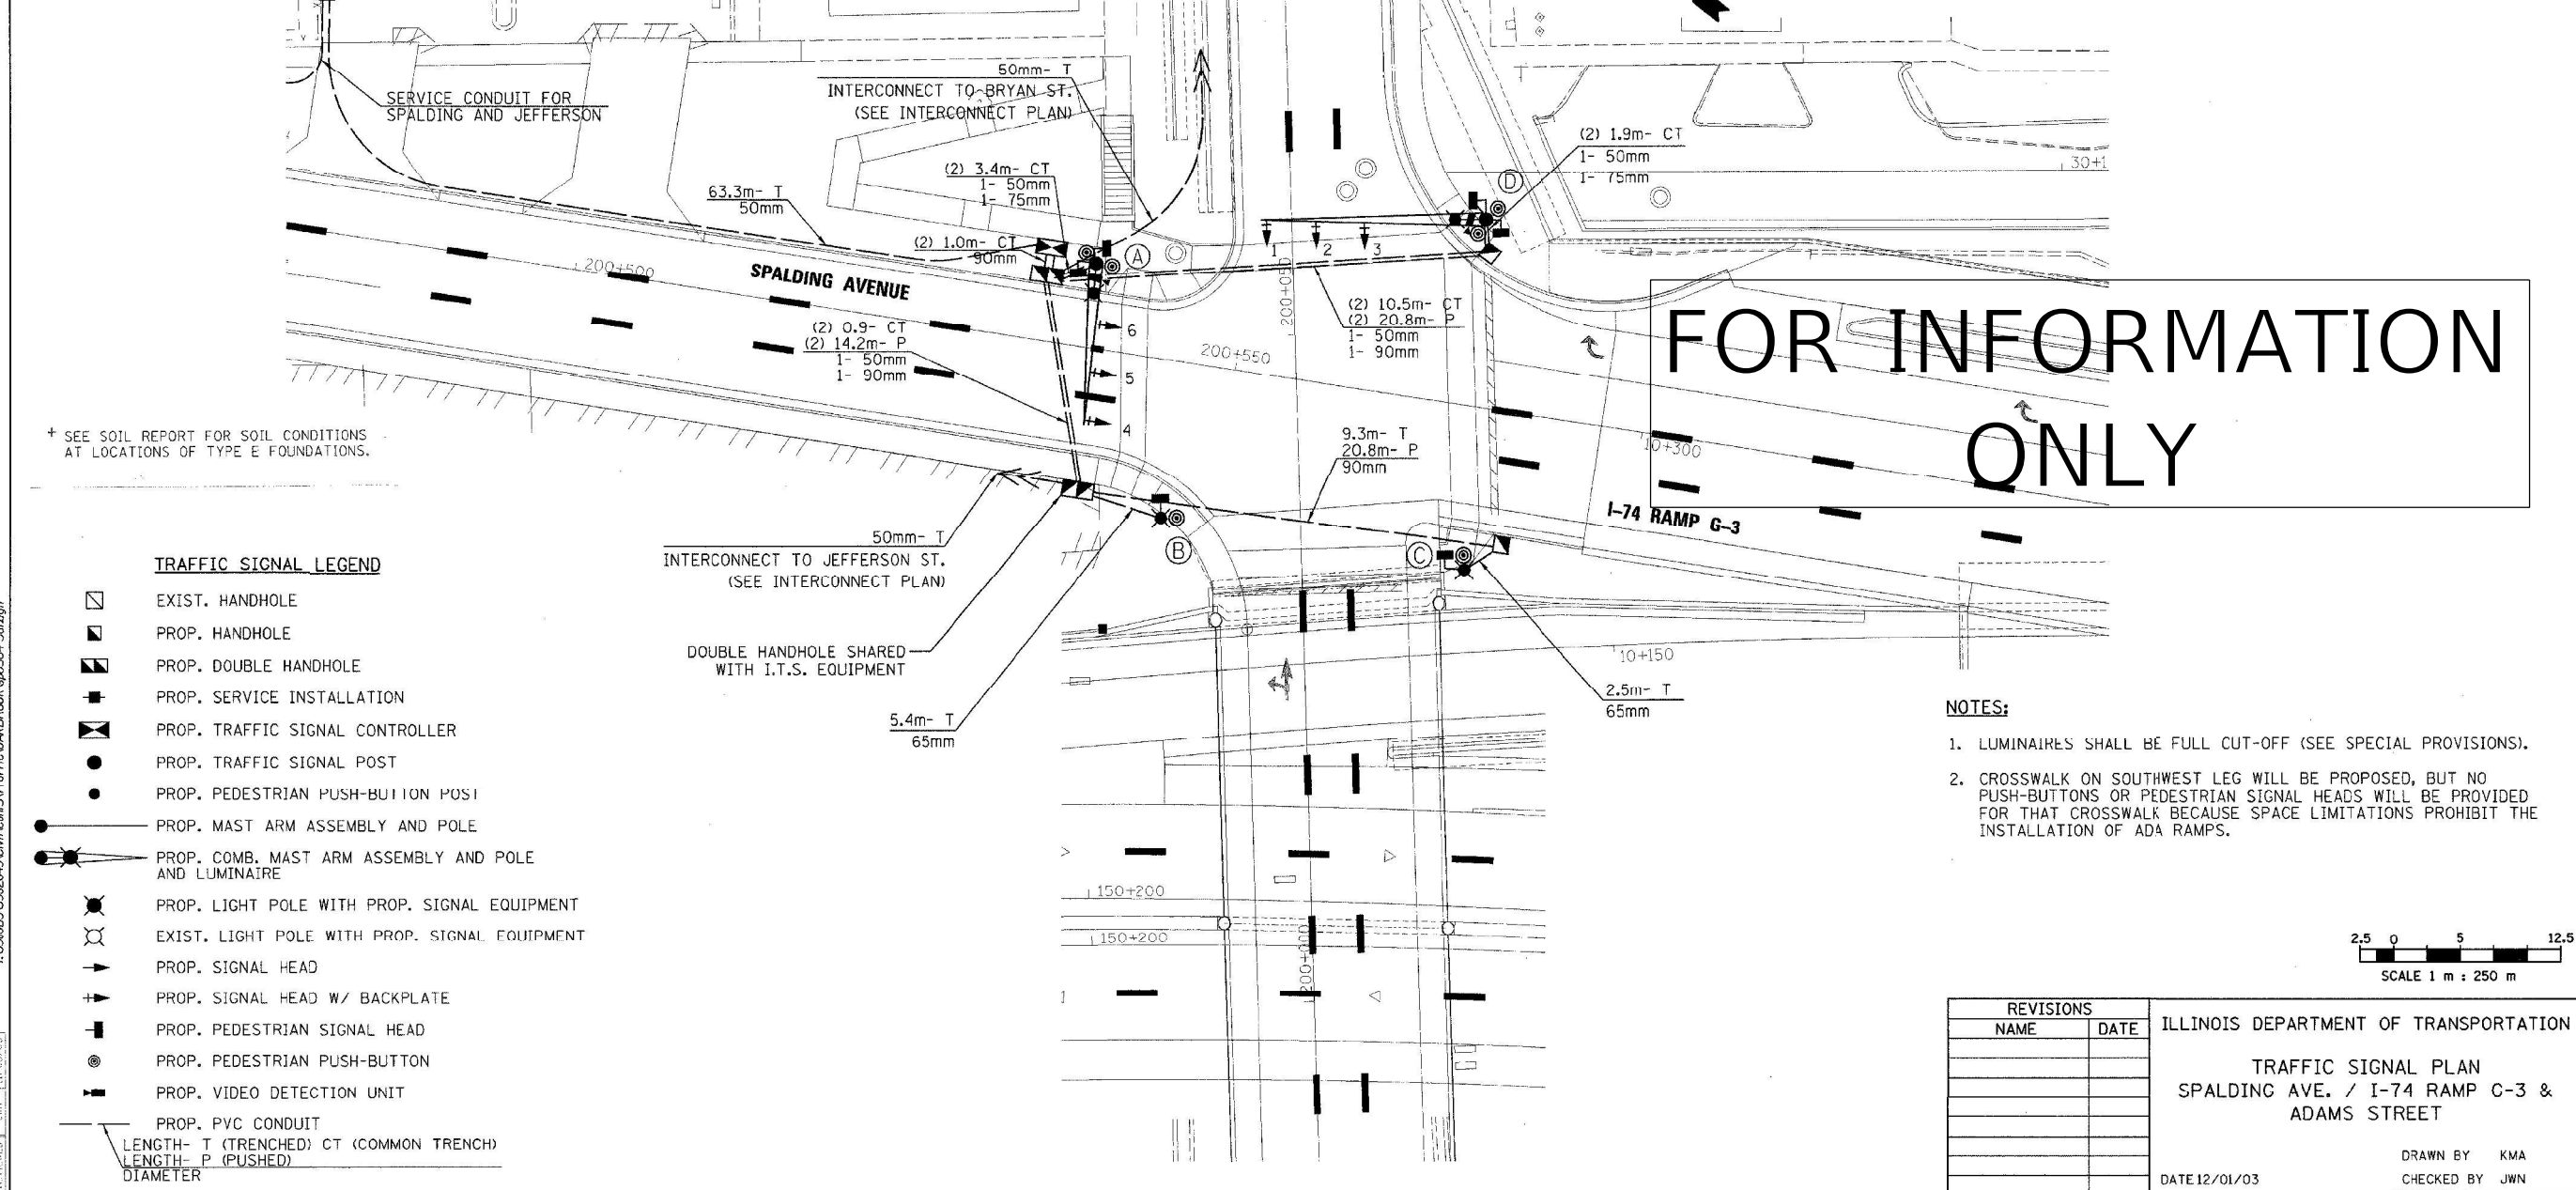 SERVICE CONDUIT FOR
SPALDING AND JEFFERSON
50mm- T
INTERCONNECT TO BRYAN ST.
(SEE INTERCONNECT PLAN)
63.3m- T
50mm
(2) 3.4m- CT
1- 50mm
1- 75mm
(2) 1.0m- CT
90mm
(2) 1.9m- CT
1- 50mm
1- 75mm
30+1
D
A
1
2
3
200+500
SPALDING AVENUE
200+050
(2) 10.5m- CT
(2) 20.8m- P
1- 50mm
1- 90mm
(2) 0.9- CT
(2) 14.2m- P
1- 50mm
1- 90mm
6
5
4
200+550
FOR INFORMATION
ONLY
+ SEE SOIL REPORT FOR SOIL CONDITIONS
AT LOCATIONS OF TYPE E FOUNDATIONS.
9.3m- T
20.8m- P
90mm
10+300
I-74 RAMP G-3
50mm- T
INTERCONNECT TO JEFFERSON ST.
(SEE INTERCONNECT PLAN)
B
C
DOUBLE HANDHOLE SHARED
WITH I.T.S. EQUIPMENT
10+150
5.4m- T
65mm
2.5m- T
65mm
150+200
150+200
200+000
TRAFFIC SIGNAL LEGEND
EXIST. HANDHOLE
PROP. HANDHOLE
PROP. DOUBLE HANDHOLE
PROP. SERVICE INSTALLATION
PROP. TRAFFIC SIGNAL CONTROLLER
PROP. TRAFFIC SIGNAL POST
PROP. PEDESTRIAN PUSH-BUTTON POST
PROP. MAST ARM ASSEMBLY AND POLE
PROP. COMB. MAST ARM ASSEMBLY AND POLE
AND LUMINAIRE
PROP. LIGHT POLE WITH PROP. SIGNAL EQUIPMENT
EXIST. LIGHT POLE WITH PROP. SIGNAL EQUIPMENT
PROP. SIGNAL HEAD
PROP. SIGNAL HEAD W/ BACKPLATE
PROP. PEDESTRIAN SIGNAL HEAD
PROP. PEDESTRIAN PUSH-BUTTON
PROP. VIDEO DETECTION UNIT
PROP. PVC CONDUIT
LENGTH- T (TRENCHED) CT (COMMON TRENCH)
LENGTH- P (PUSHED)
DIAMETER
NOTES:
1. LUMINAIRES SHALL BE FULL CUT-OFF (SEE SPECIAL PROVISIONS).
2. CROSSWALK ON SOUTHWEST LEG WILL BE PROPOSED, BUT NO
PUSH-BUTTONS OR PEDESTRIAN SIGNAL HEADS WILL BE PROVIDED
FOR THAT CROSSWALK BECAUSE SPACE LIMITATIONS PROHIBIT THE
INSTALLATION OF ADA RAMPS.
2.5 0 5 12.5
SCALE 1 m : 250 m
REVISIONS
NAME DATE
ILLINOIS DEPARTMENT OF TRANSPORTATION
TRAFFIC SIGNAL PLAN
SPALDING AVE. / I-74 RAMP G-3 &
ADAMS STREET
DRAWN BY KMA
DATE 12/01/03
CHECKED BY JWN